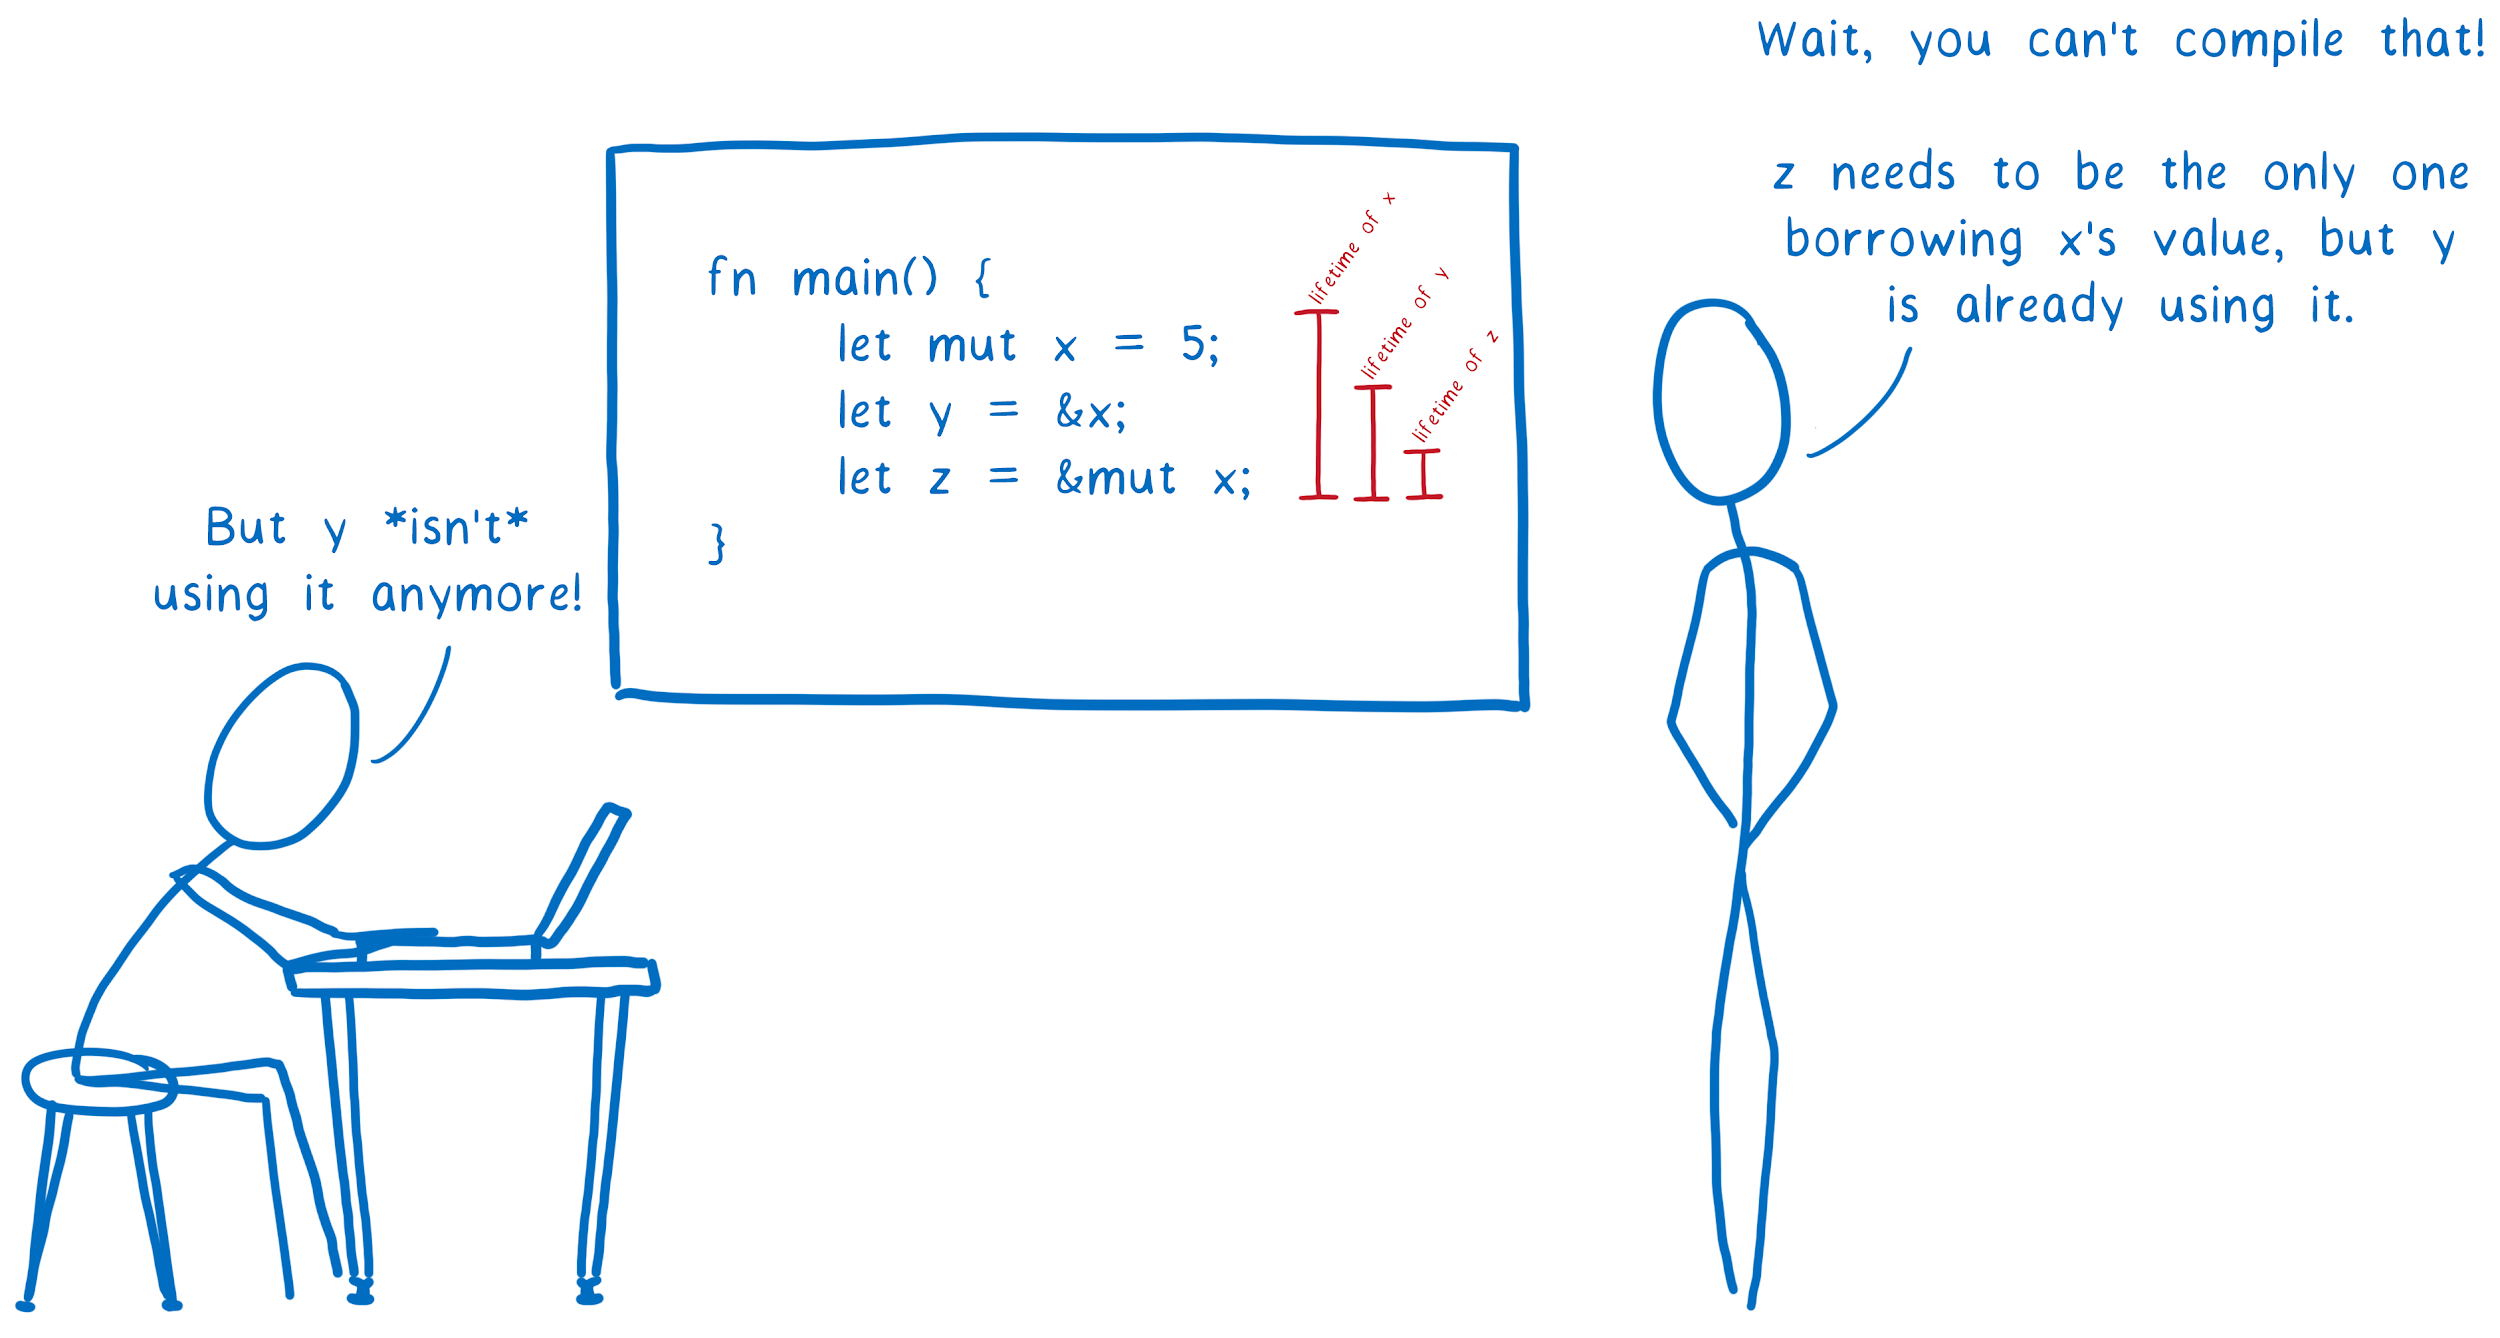 Wait, you can't compile that!
z needs to be the only one
borrowing x's value, but y
is already using it.
fn main() {
let mut x = 5;
let y = &x;
let z = &mut x;
}
lifetime of x
lifetime of y
lifetime of z
But y *isn't*
using it anymore!